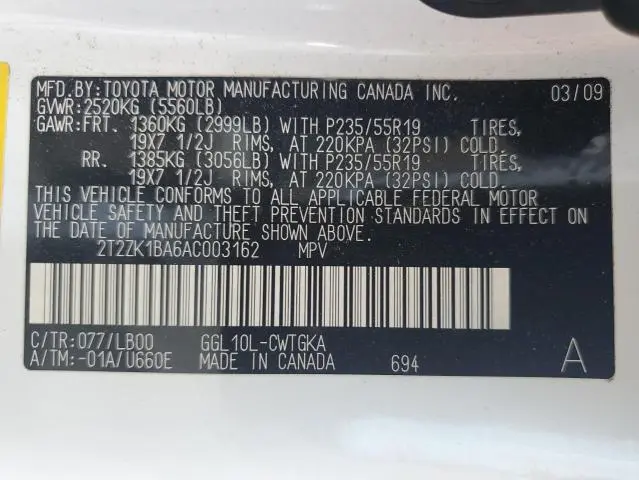 MFD.BY:TOYOTA MOTOR MANUFACTURING CANADA INC. 03/09
GVWR:2520KG (5560LB)
GAWR:FRT. 1360KG (2999LB) WITH P235/55R19 TIRES,
19X7 1/2J RIMS, AT 220KPA (32PSI) COLD.
RR. 1385KG (3056LB) WITH P235/55R19 TIRES,
19X7 1/2J RIMS, AT 220KPA (32PSI) COLD.
THIS VEHICLE CONFORMS TO ALL APPLICABLE FEDERAL MOTOR
VEHICLE SAFETY AND THEFT PREVENTION STANDARDS IN EFFECT ON
THE DATE OF MANUFACTURE SHOWN ABOVE.
2T2ZK1BA6AC003162 MPV
C/TR:077/LB00 GGL10L-CWTGKA
A/TM:-01A/U660E MADE IN CANADA 694 A